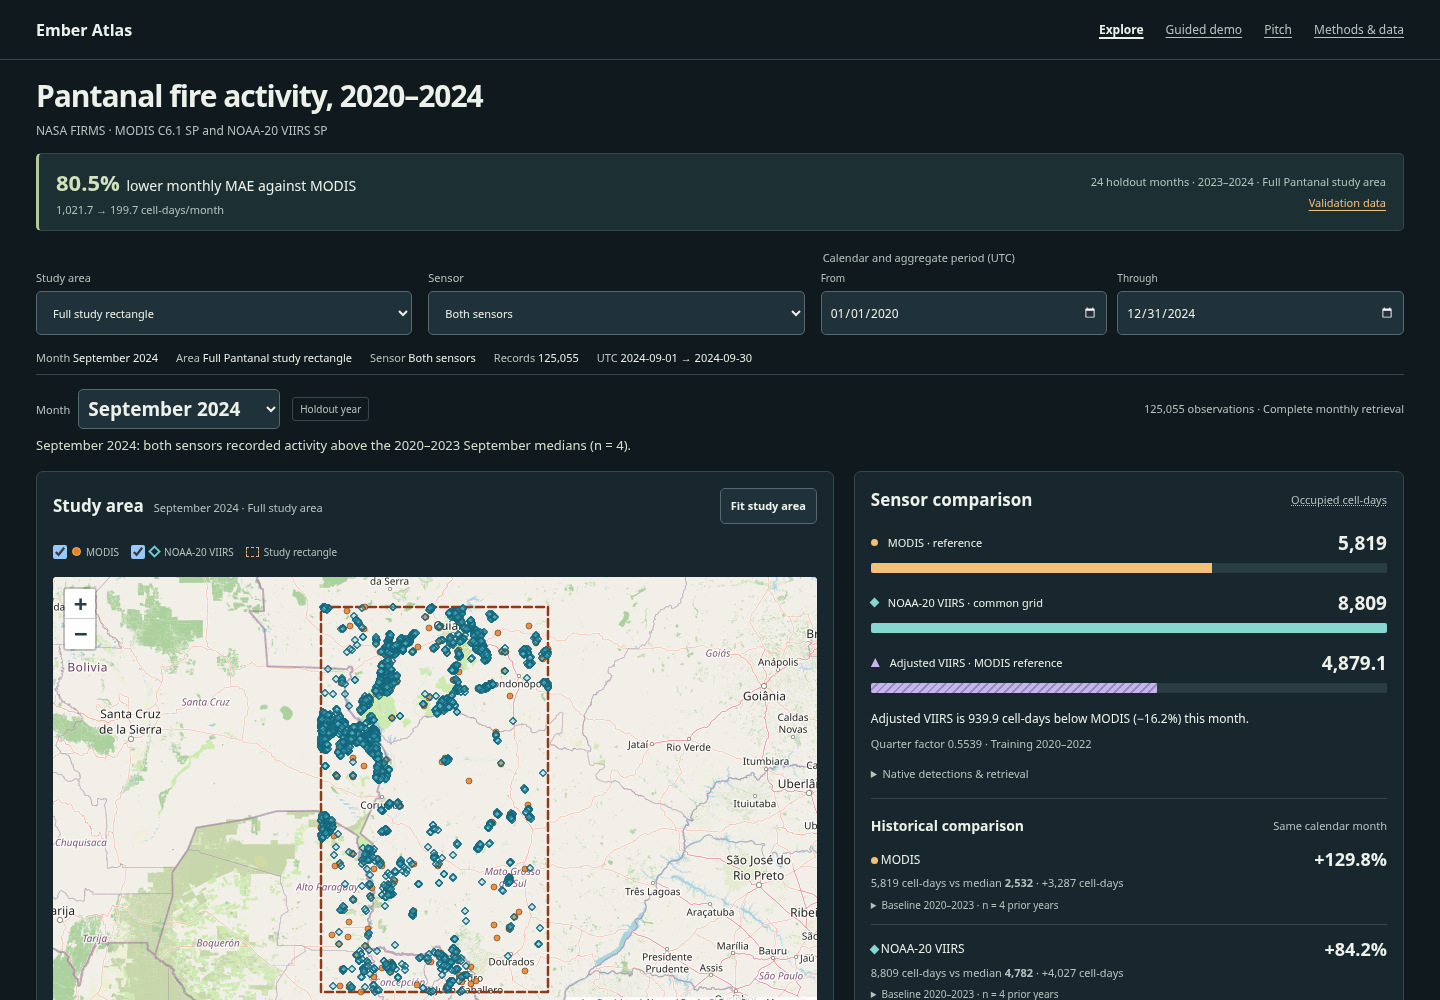 Ember Atlas
Explore
Guided demo
Pitch
Methods & data
Pantanal fire activity, 2020–2024
NASA FIRMS · MODIS C6.1 SP and NOAA-20 VIIRS SP
80.5% lower monthly MAE against MODIS
1,021.7 → 199.7 cell-days/month
24 holdout months · 2023–2024 · Full Pantanal study area
Validation data
Calendar and aggregate period (UTC)
Study area
Sensor
From
Through
Full study rectangle
Both sensors
01/01/2020
12/31/2024
Month September 2024 Area Full Pantanal study rectangle Sensor Both sensors Records 125,055 UTC 2024-09-01 → 2024-09-30
Month September 2024
Holdout year
125,055 observations · Complete monthly retrieval
September 2024: both sensors recorded activity above the 2020–2023 September medians (n = 4).
Study area September 2024 · Full study area
Fit study area
MODIS NOAA-20 VIIRS Study rectangle
+
−
da Serra
Bolivia
Santa Cruz
Santa Cruz
de la Sierra
Goiás
Anápolis
Goiânia
Caldas
Novas
Jataí
Rio Verde
Itumbiara
Uberlâ
Ituiutaba
Ub
Chuquisaca
Mato Grosso
do Sul
Alto Paraguay
São José do
Rio Preto
Três Lagoas
Araçatuba
Ribei
arija
Tarija
Boquerón
Marília
Bauru
Jaú
Presidente
Prudente
Assis
São Paulo
Dourados
Sensor comparison
Occupied cell-days
MODIS · reference
5,819
NOAA-20 VIIRS · common grid
8,809
Adjusted VIIRS · MODIS reference
4,879.1
Adjusted VIIRS is 939.9 cell-days below MODIS (−16.2%) this month.
Quarter factor 0.5539 · Training 2020–2022
Native detections & retrieval
Historical comparison
Same calendar month
MODIS
+129.8%
5,819 cell-days vs median 2,532 · +3,287 cell-days
Baseline 2020–2023 · n = 4 prior years
NOAA-20 VIIRS
+84.2%
8,809 cell-days vs median 4,782 · +4,027 cell-days
Baseline 2020–2023 · n = 4 prior years